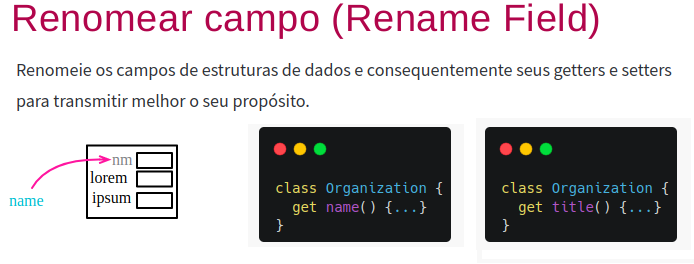 Renomear campo (Rename Field)
Renomeie os campos de estruturas de dados e consequentemente seus getters e setters
para transmitir melhor o seu propósito.
nm
lorem
ipsum
name
class Organization {
get name() {...}
}
class Organization {
get title() {...}
}